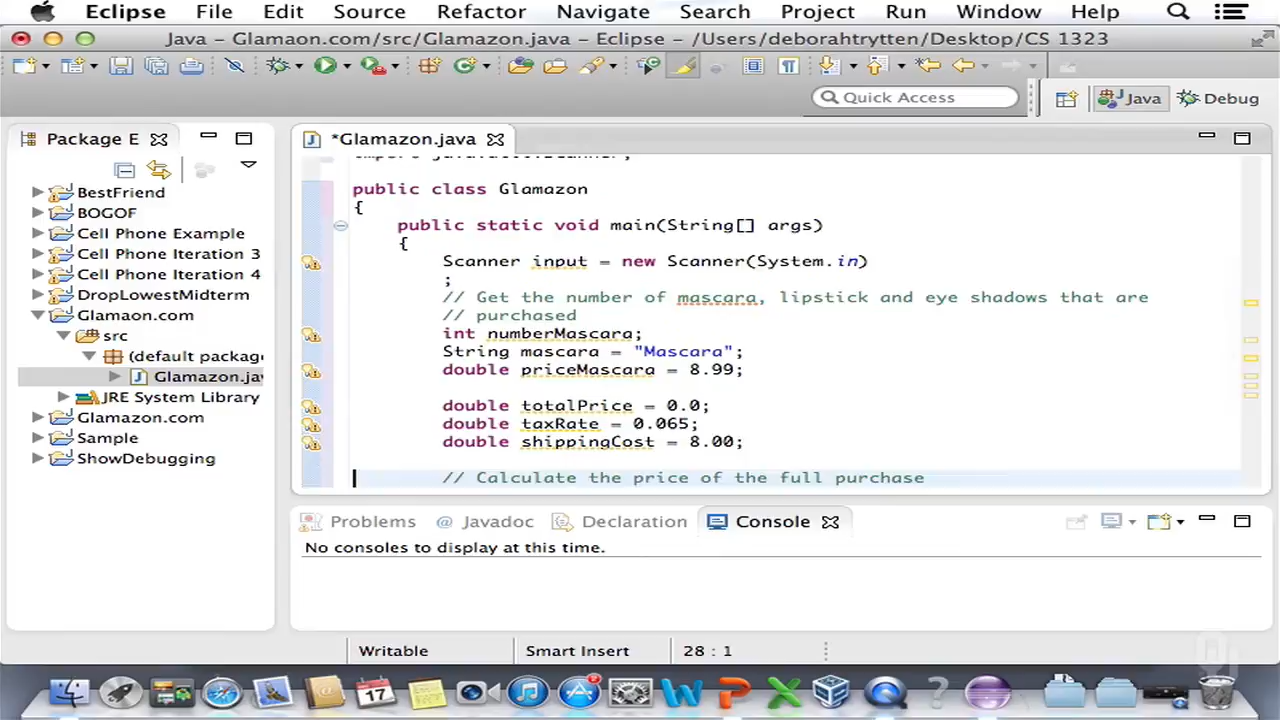 Eclipse File Edit Source Refactor Navigate Search Project Run Window Help
Java - Glamaon.com/src/Glamazon.java - Eclipse - /Users/deborahtrytten/Desktop/CS 1323
Quick Access
Java
Debug
Package E
BestFriend
BOGOF
Cell Phone Example
Cell Phone Iteration 3
Cell Phone Iteration 4
DropLowestMidterm
Glamaon.com
src
(default packag
Glamazon.ja
JRE System Library
Glamazon.com
Sample
ShowDebugging
*Glamazon.java
public class Glamazon
{
public static void main(String[] args)
{
Scanner input = new Scanner(System.in)
;
// Get the number of mascara, lipstick and eye shadows that are
// purchased
int numberMascara;
String mascara = "Mascara";
double priceMascara = 8.99;
double totalPrice = 0.0;
double taxRate = 0.065;
double shippingCost = 8.00;
// Calculate the price of the full purchase
Problems @ Javadoc Declaration Console
No consoles to display at this time.
Writable Smart Insert 28 : 1
17